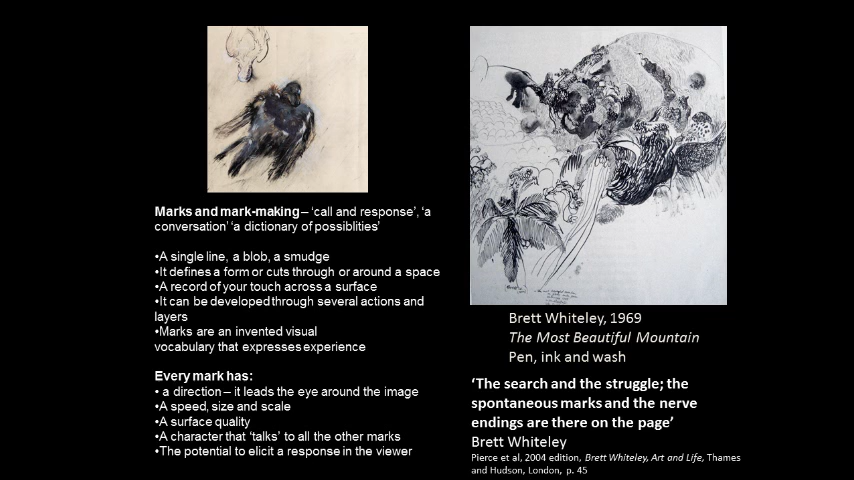 Marks and mark-making – ‘call and response’, ‘a
conversation’ ‘a dictionary of possiblities’
•A single line, a blob, a smudge
•It defines a form or cuts through or around a space
•A record of your touch across a surface
•It can be developed through several actions and
layers
•Marks are an invented visual
vocabulary that expresses experience
Every mark has:
• a direction – it leads the eye around the image
•A speed, size and scale
•A surface quality
•A character that ‘talks’ to all the other marks
•The potential to elicit a response in the viewer
Brett Whiteley, 1969
The Most Beautiful Mountain
Pen, ink and wash
‘The search and the struggle; the
spontaneous marks and the nerve
endings are there on the page’
Brett Whiteley
Pierce et al, 2004 edition, Brett Whiteley, Art and Life, Thames
and Hudson, London, p. 45